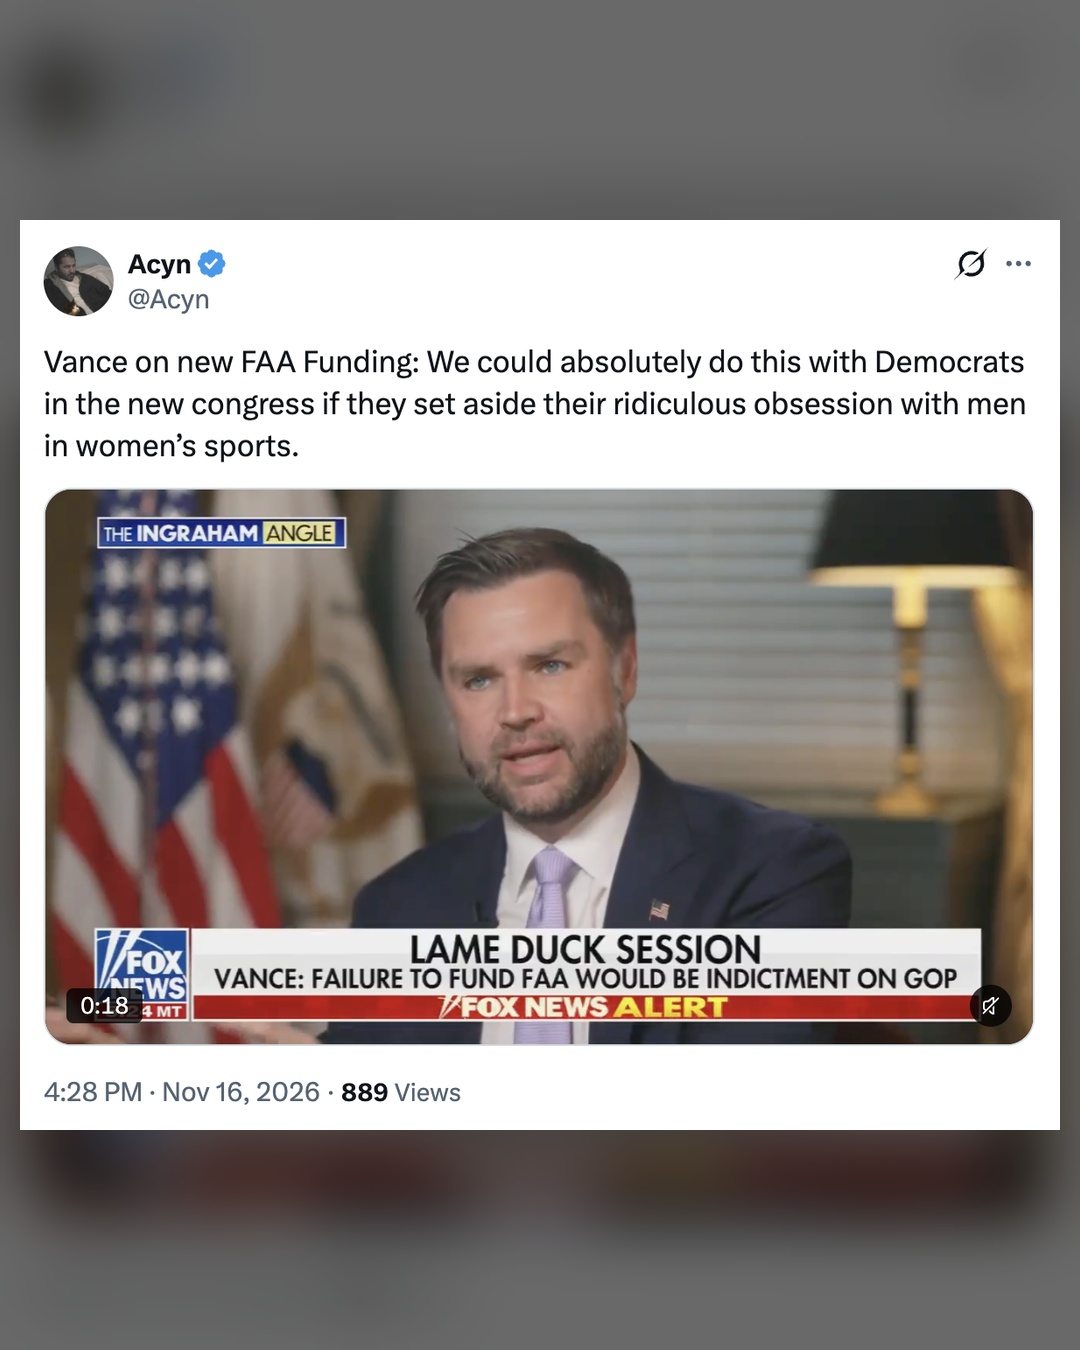 Acyn
@Acyn
Vance on new FAA Funding: We could absolutely do this with Democrats
in the new congress if they set aside their ridiculous obsession with men
in women’s sports.
THE INGRAHAM ANGLE
LAME DUCK SESSION
VANCE: FAILURE TO FUND FAA WOULD BE INDICTMENT ON GOP
FOX NEWS ALERT
FOX
NEWS
4 MT
0:18
4:28 PM · Nov 16, 2026 · 889 Views